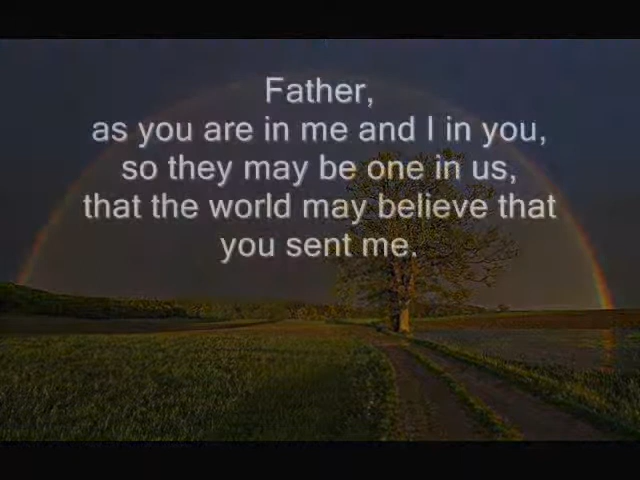 Father,
as you are in me and I in you,
so they may be one in us,
that the world may believe that
you sent me.